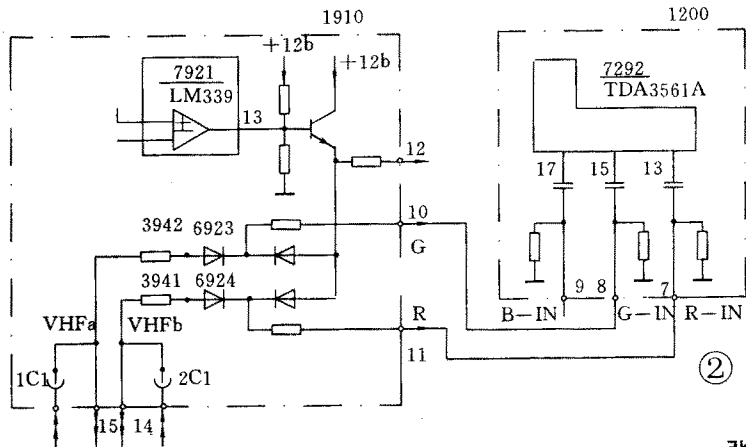 1910
1200
+12b
+12b
7921
LM339
13
7292
TDA3561A
12
17
15
13
10
G
3942
6923
3941
6924
9
8
7
B-IN
G-IN
R-IN
VHFa
VHFb
R
11
1C1
2C1
②
15
14